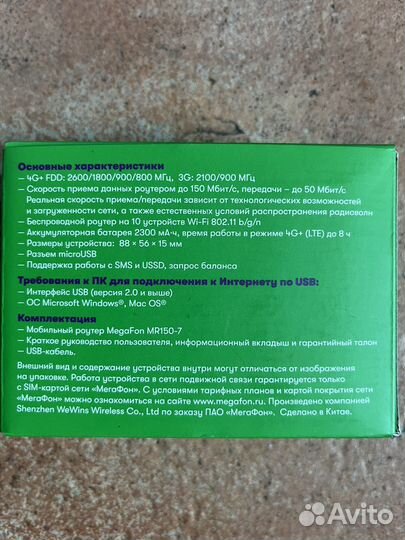 Основные характеристики
– 4G+ FDD: 2600/1800/900/800 МГц,  3G: 2100/900 МГц
– Скорость приема данных роутером до 150 Мбит/с, передачи – до 50 Мбит/с
Реальная скорость приема/передачи зависит от технологических возможностей
и загруженности сети, а также естественных условий распространения радиоволн
– Беспроводной роутер на 10 устройств Wi-Fi 802.11 b/g/n
– Аккумуляторная батарея 2300 мА·ч, время работы в режиме 4G+ (LTE) до 8 ч
– Размеры устройства:  88 × 56 × 15 мм
– Разъем microUSB
– Поддержка работы с SMS и USSD, запрос баланса
Требования к ПК для подключения к Интернету по USB:
– Интерфейс USB (версия 2.0 и выше)
– ОС Microsoft Windows®, Mac OS®
Комплектация
– Мобильный роутер MegaFon MR150-7
– Краткое руководство пользователя, информационный вкладыш и гарантийный талон
– USB-кабель.
Внешний вид и содержание устройства внутри могут отличаться от изображения
на упаковке. Работа устройства в сети подвижной связи гарантируется только
с SIM-картой сети «МегаФон». С условиями тарифных планов и картой покрытия сети
«МегаФон» можно ознакомиться на сайте www.megafon.ru. Произведено компанией
Shenzhen WeWins Wireless Co., Ltd по заказу ПАО «МегаФон».  Сделано в Китае.
Avito